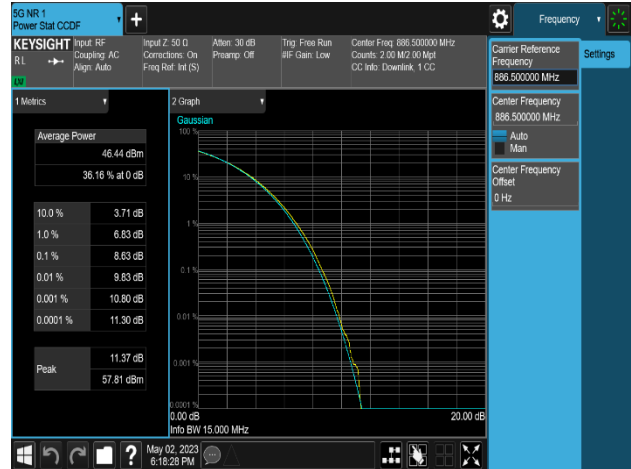 5G NR 1
Power Stat CCDF
Frequency
KEYSIGHT
Input: RF
Input Z: 50 Ω
Atten: 30 dB
Trig: Free Run
Center Freq: 886.500000 MHz
RL
Coupling: AC
Corrections: On
Preamp: Off
#IF Gain: Low
Counts: 2.00 M/2.00 Mpt
Align: Auto
Freq Ref: Int (S)
CC Info: Downlink, 1 CC
Carrier Reference
Frequency
886.500000 MHz
Settings
Center Frequency
886.500000 MHz
Auto
Man
Center Frequency
Offset
0 Hz
1 Metrics
2 Graph
Average Power
46.44 dBm
36.16 % at 0 dB
10.0 % 3.71 dB
1.0 % 6.83 dB
0.1 % 8.63 dB
0.01 % 9.83 dB
0.001 % 10.80 dB
0.0001 % 11.30 dB
Peak
11.37 dB
57.81 dBm
Gaussian
100 %
10 %
1 %
0.1 %
0.01 %
0.001 %
0.0001 %
0.00 dB
20.00 dB
Info BW 15.000 MHz
?
May 02, 2023
6:18:28 PM